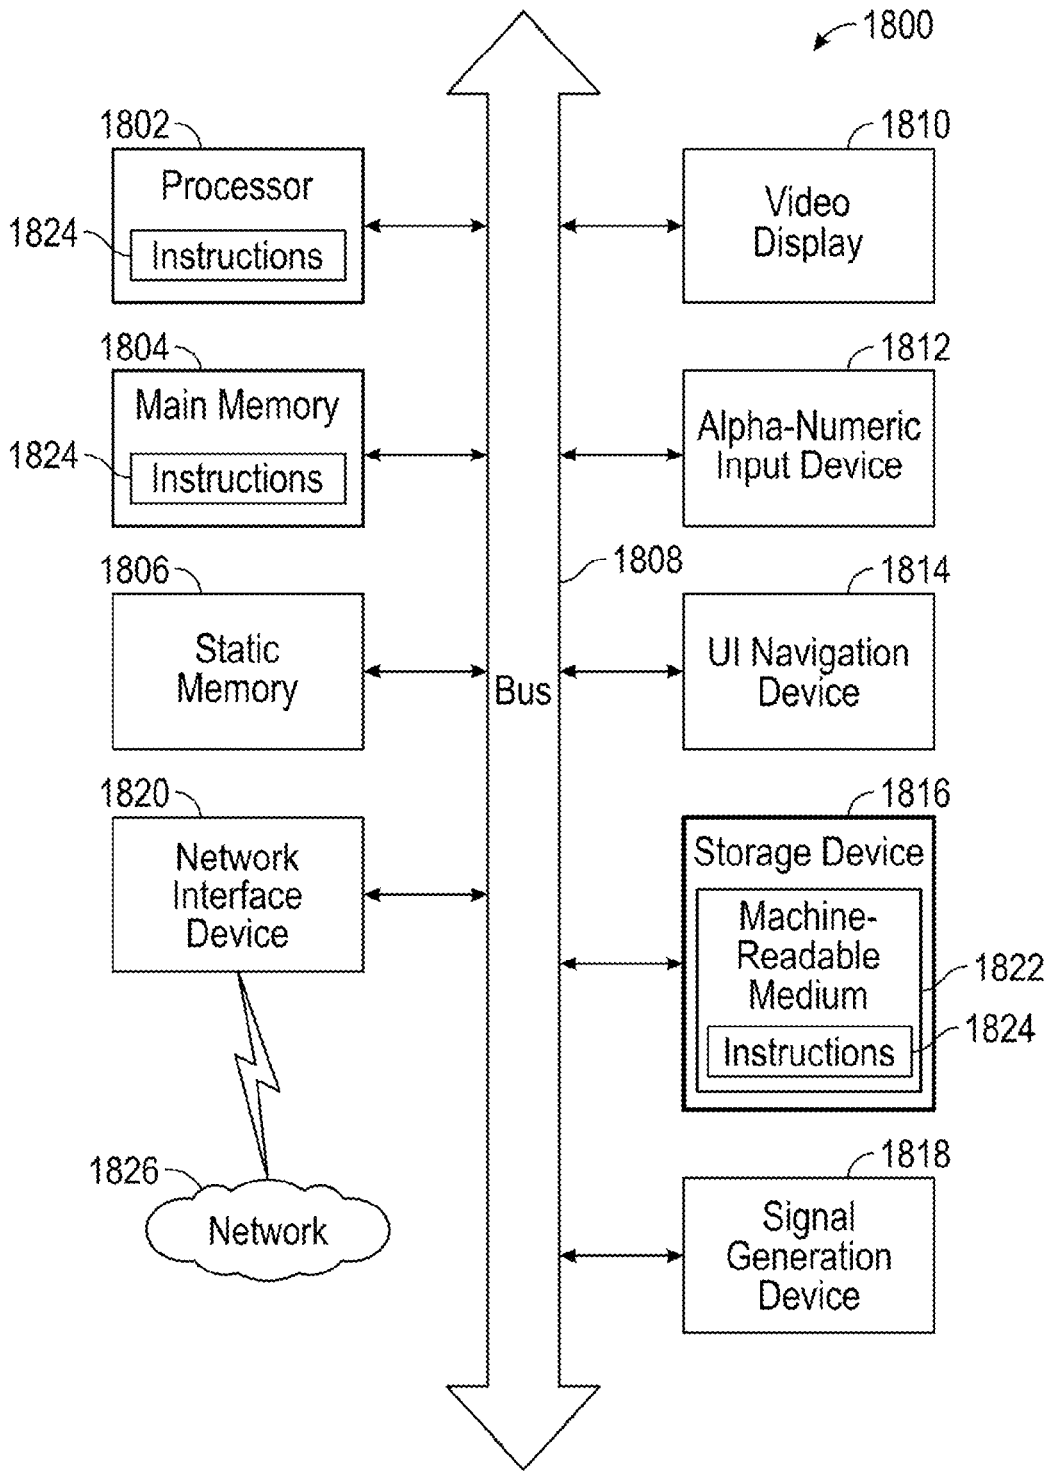 1800
1802
Processor
1824
Instructions
1804
Main Memory
1824
Instructions
1806
Static
Memory
1820
Network
Interface
Device
1826
Network
Bus
1808
1810
Video
Display
1812
Alpha-Numeric
Input Device
1814
UI Navigation
Device
1816
Storage Device
Machine-
Readable
Medium
1822
Instructions
1824
1818
Signal
Generation
Device